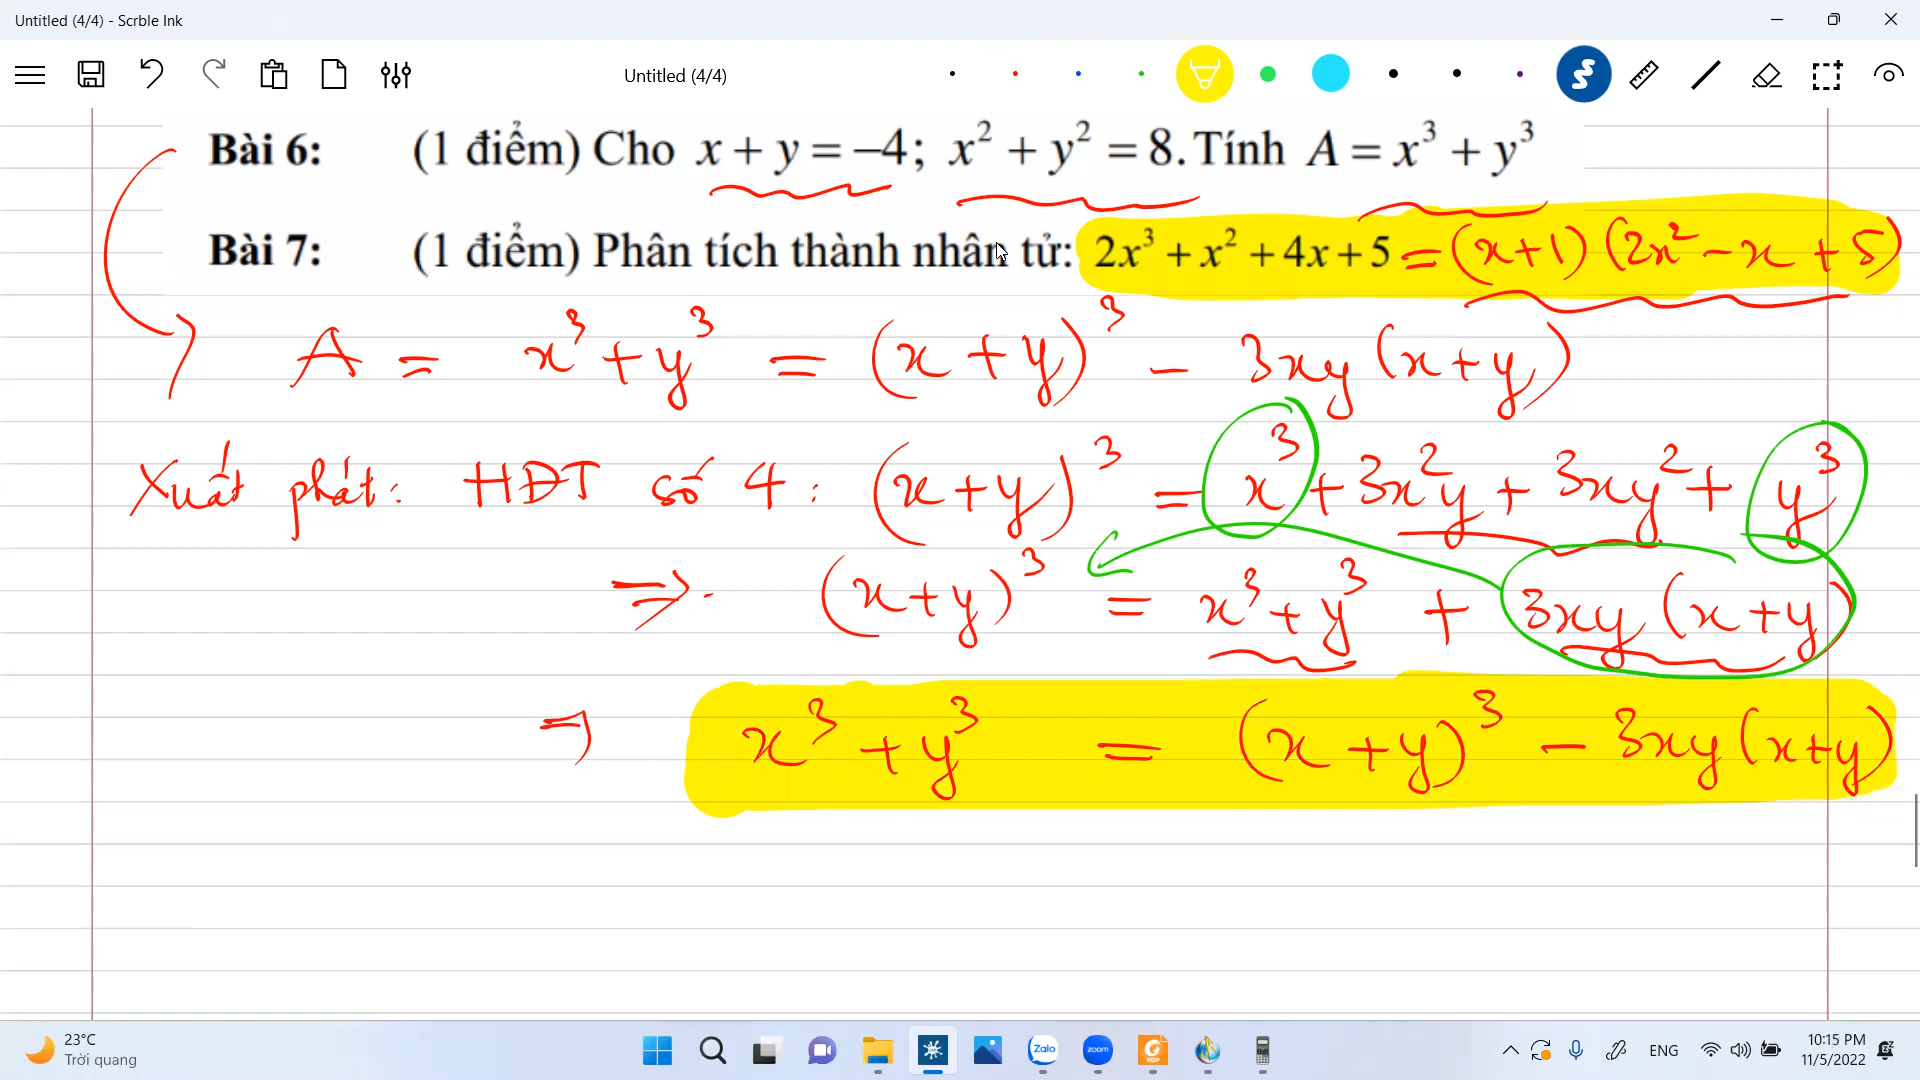 Untitled (4/4) - Scrble Ink
Untitled (4/4)
Bài 6: (1 điểm) Cho x + y = −4; x² + y² = 8. Tính A = x³ + y³
Bài 7: (1 điểm) Phân tích thành nhân tử: 2x³ + x² + 4x + 5 = (x+1)(2x² − x + 5)
A = x³ + y³ = (x + y)³ − 3xy(x+y)
Xuất phát: HĐT số 4: (x+y)³ = x³ + 3x²y + 3xy² + y³
⇒ (x+y)³ = x³ + y³ + 3xy(x+y)
⇒ x³ + y³ = (x + y)³ − 3xy(x+y)
23°C
Trời quang
Zalo
zoom
PDF
ENG
10:15 PM
11/5/2022